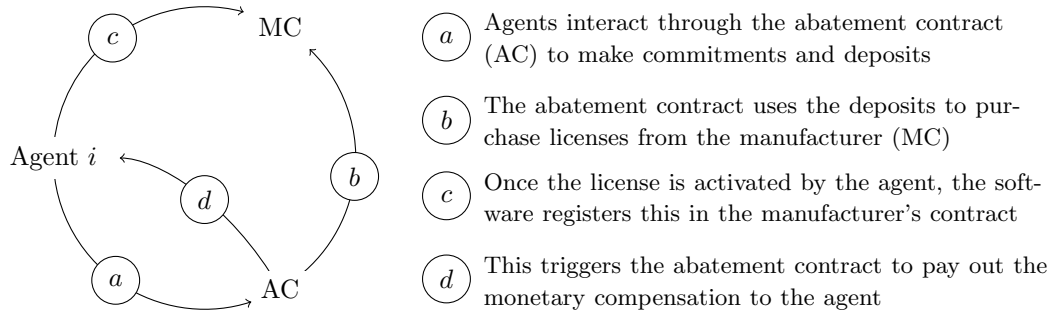 c
MC
Agent i
d
b
a
AC
a Agents interact through the abatement contract
(AC) to make commitments and deposits
b The abatement contract uses the deposits to pur-
chase licenses from the manufacturer (MC)
c Once the license is activated by the agent, the soft-
ware registers this in the manufacturer's contract
d This triggers the abatement contract to pay out the
monetary compensation to the agent